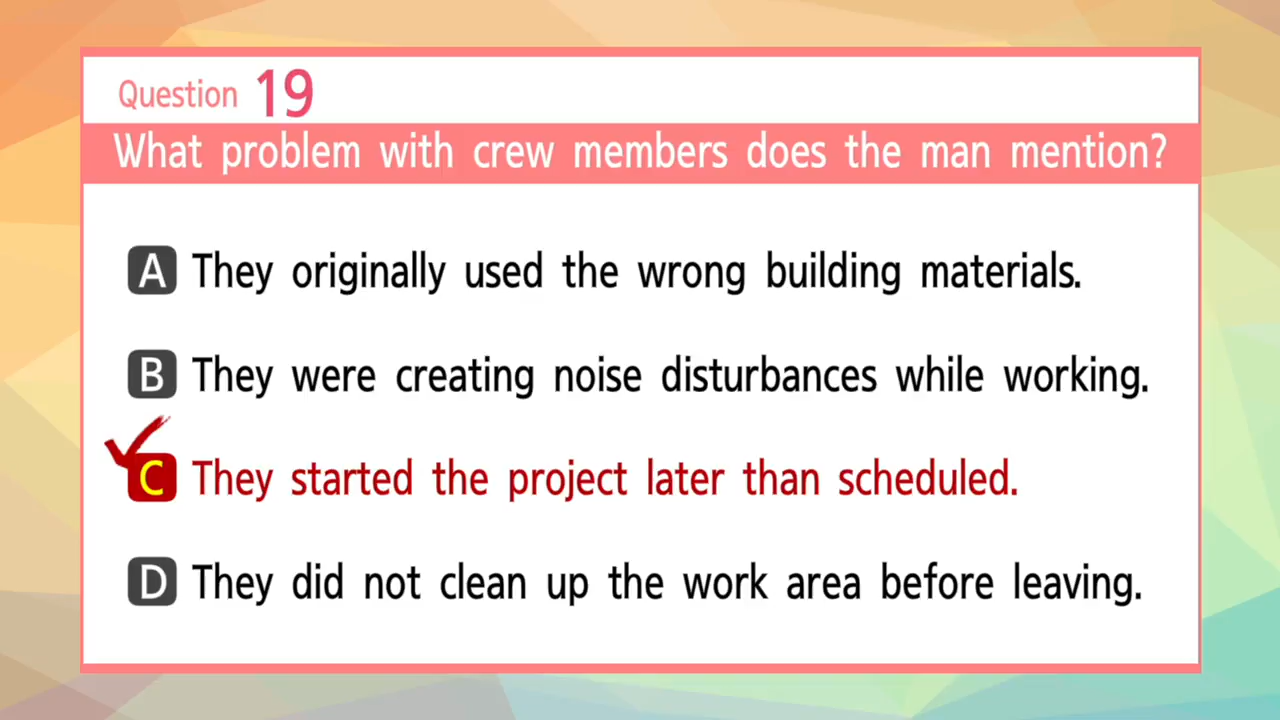 Question 19
What problem with crew members does the man mention?
A They originally used the wrong building materials.
B They were creating noise disturbances while working.
C They started the project later than scheduled.
D They did not clean up the work area before leaving.